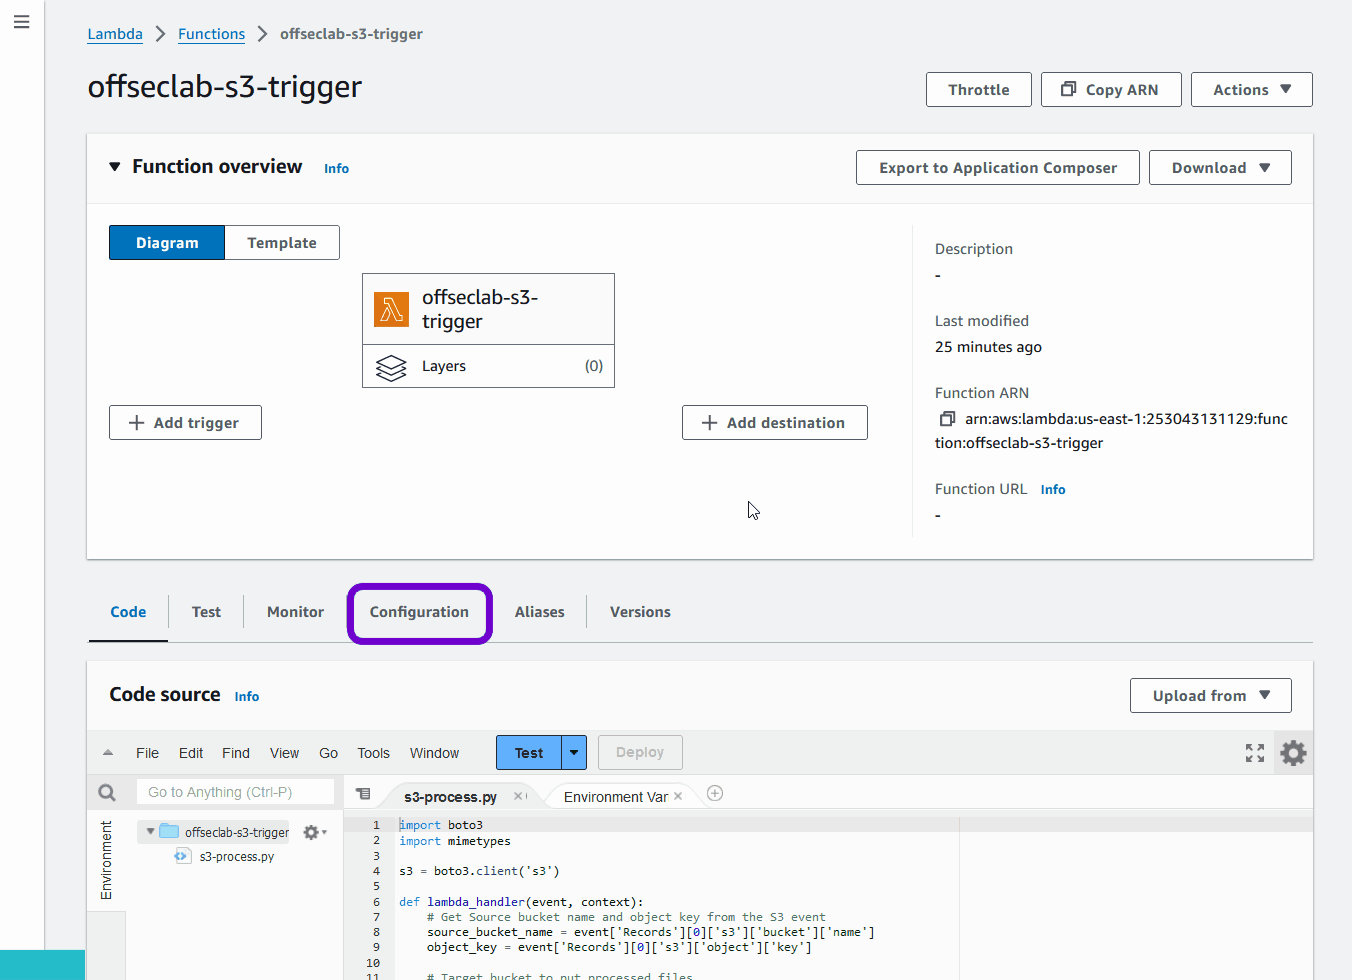 Lambda > Functions > offseclab-s3-trigger
offseclab-s3-trigger
Throttle
Copy ARN
Actions
Function overview Info
Export to Application Composer
Download
Diagram
Template
offseclab-s3-
trigger
Layers
(0)
+ Add trigger
+ Add destination
Description
-
Last modified
25 minutes ago
Function ARN
arn:aws:lambda:us-east-1:253043131129:func
tion:offseclab-s3-trigger
Function URL Info
-
Code
Test
Monitor
Configuration
Aliases
Versions
Code source Info
Upload from
File Edit Find View Go Tools Window
Test
Deploy
Go to Anything (Ctrl-P)
s3-process.py
Environment Var
Environment
offseclab-s3-trigger
s3-process.py
1 import boto3
2 import mimetypes
3
4 s3 = boto3.client('s3')
5
6 def lambda_handler(event, context):
7 # Get Source bucket name and object key from the S3 event
8 source_bucket_name = event['Records'][0]['s3']['bucket']['name']
9 object_key = event['Records'][0]['s3']['object']['key']
10
11 # Target bucket to put processed files